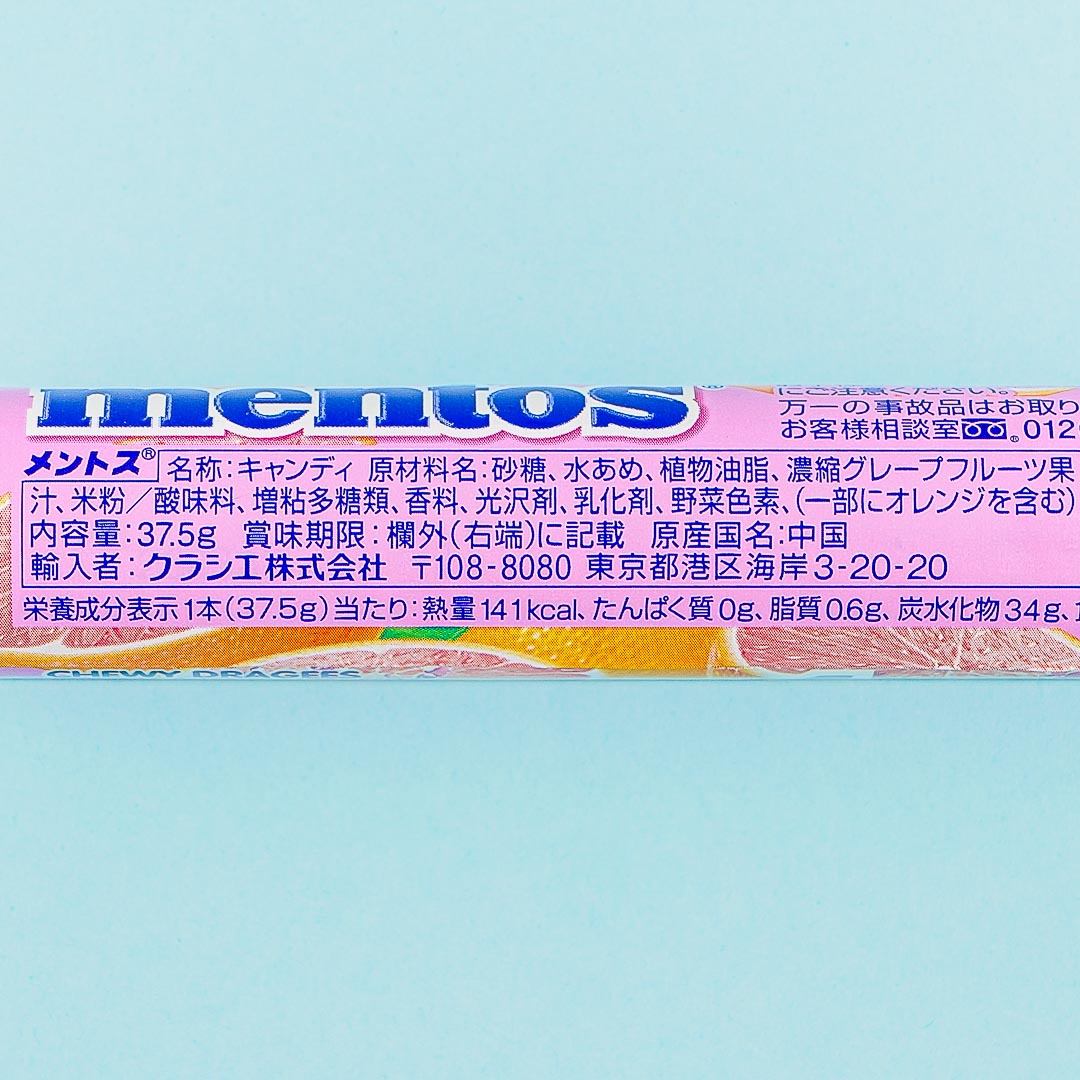 mentos®
にご注意ください。
万一の事故品はお取り
お客様相談室 ® 012
メントス® 名称:キャンディ 原材料名:砂糖、水あめ、植物油脂、濃縮グレープフルーツ果
汁、米粉/酸味料、増粘多糖類、香料、光沢剤、乳化剤、野菜色素、(一部にオレンジを含む)
内容量:37.5g 賞味期限:欄外(右端)に記載 原産国名:中国
輸入者:クラシエ株式会社 〒108-8080 東京都港区海岸3-20-20
栄養成分表示1本(37.5g)当たり:熱量141kcal、たんぱく質0g、脂質0.6g、炭水化物34g、
CHEWY DRAGEES